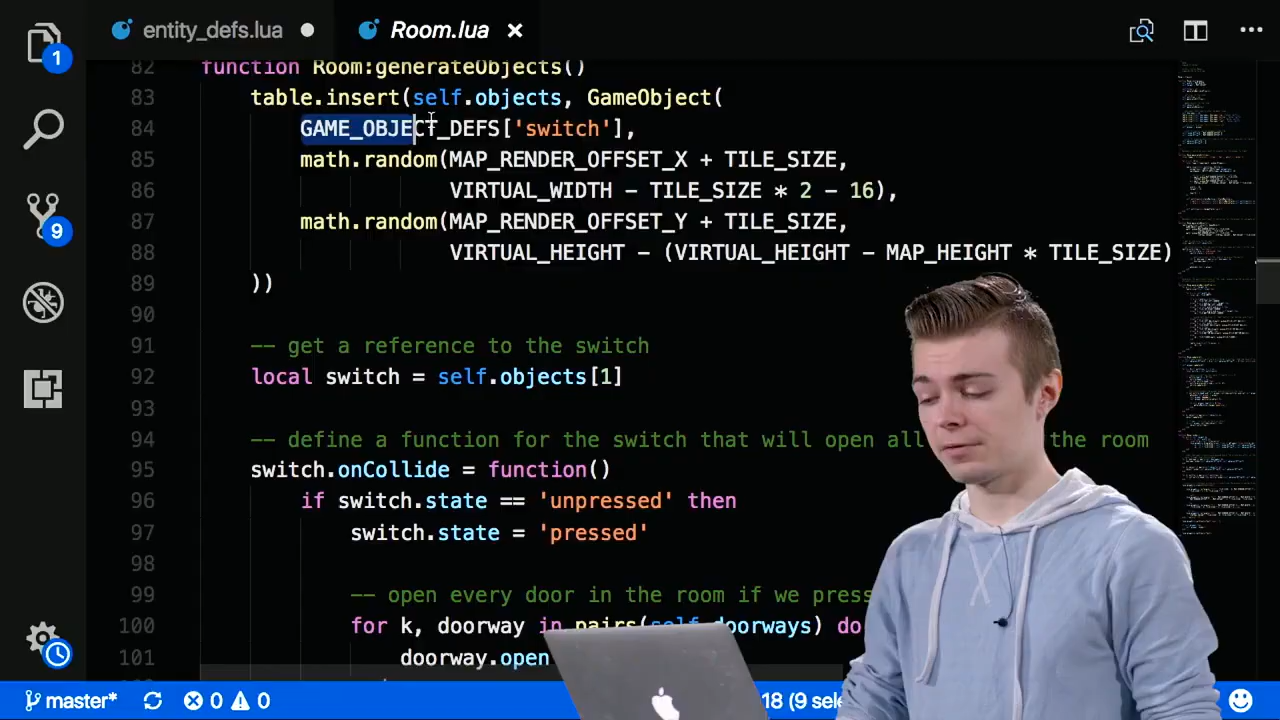 entity_defs.lua
Room.lua
82 function Room:generateObjects()
83 table.insert(self.objects, GameObject(
84 GAME_OBJECT_DEFS['switch'],
85 math.random(MAP_RENDER_OFFSET_X + TILE_SIZE,
86 VIRTUAL_WIDTH - TILE_SIZE * 2 - 16),
87 math.random(MAP_RENDER_OFFSET_Y + TILE_SIZE,
88 VIRTUAL_HEIGHT - (VIRTUAL_HEIGHT - MAP_HEIGHT * TILE_SIZE)
89 ))
90
91 -- get a reference to the switch
92 local switch = self.objects[1]
93
94 -- define a function for the switch that will open all the room
95 switch.onCollide = function()
96 if switch.state == 'unpressed' then
97 switch.state = 'pressed'
98
99 -- open every door in the room if we press
100 for k, doorway in pairs(self.doorways) do
101 doorway.open
1
9
master*
0
0
18 (9 sele